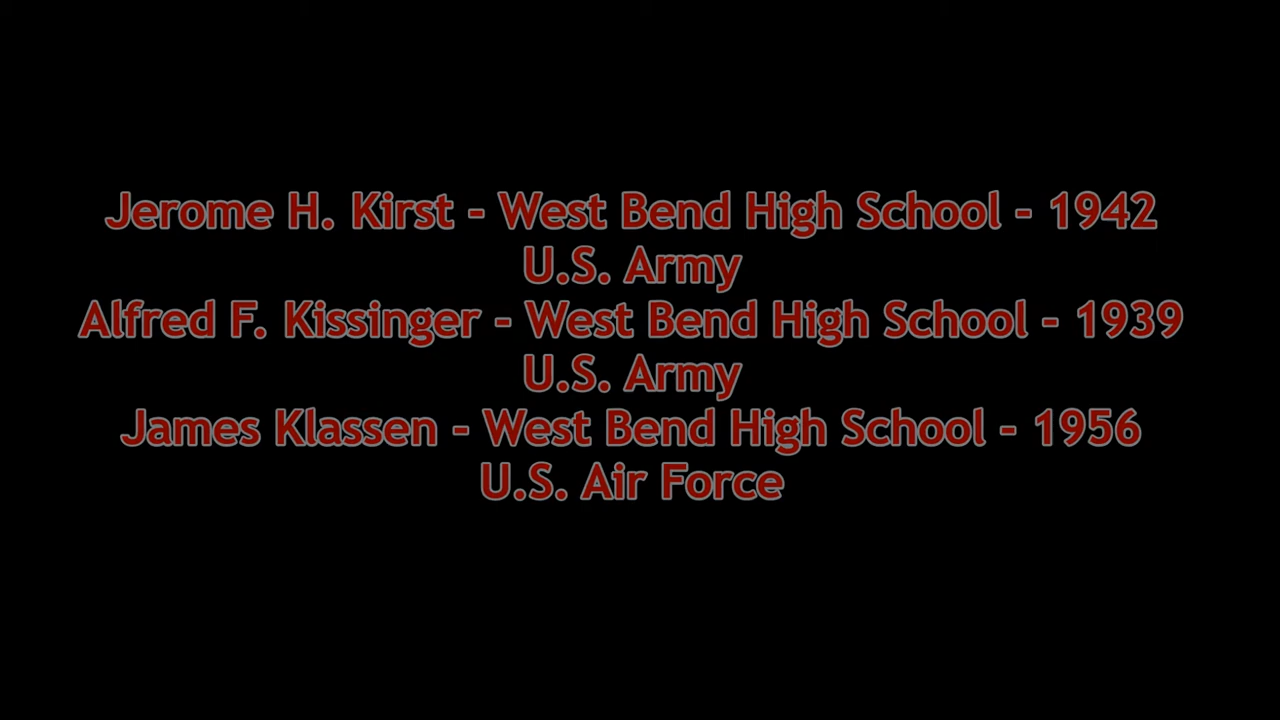 Jerome H. Kirst - West Bend High School - 1942
U.S. Army
Alfred F. Kissinger - West Bend High School - 1939
U.S. Army
James Klassen - West Bend High School - 1956
U.S. Air Force